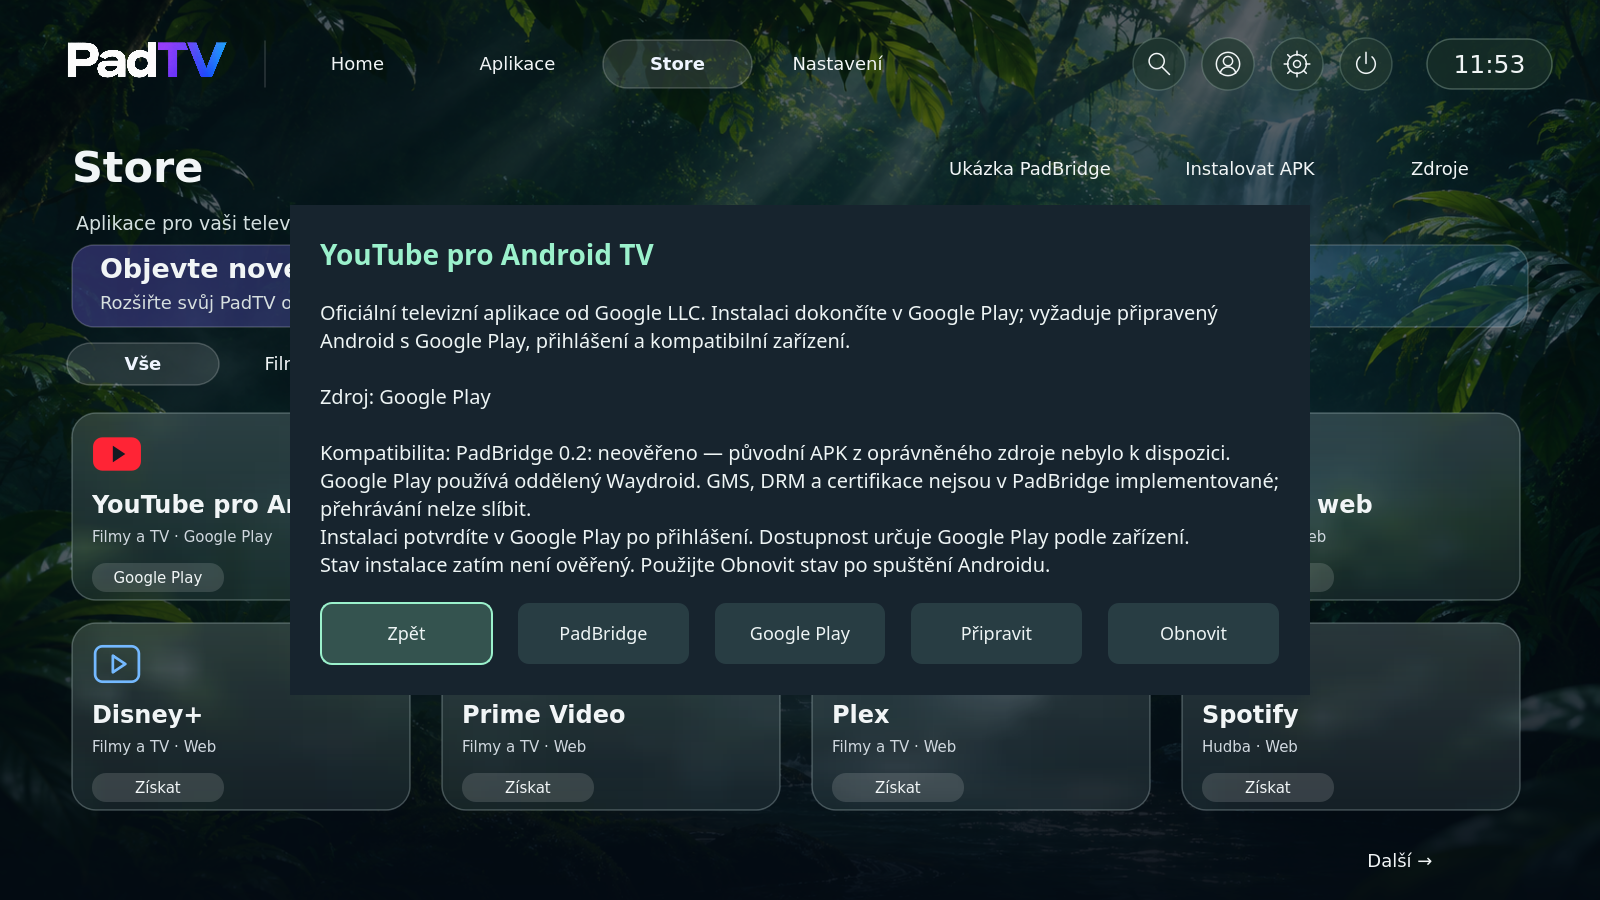 PadTV
Home
Aplikace
Store
Nastavení
11:53
Store
Ukázka PadBridge
Instalovat APK
Zdroje
Aplikace pro vaši telev
Objevte nové
Rozšiřte svůj PadTV o
Vše
Film
YouTube pro Android TV
Oficiální televizní aplikace od Google LLC. Instalaci dokončíte v Google Play; vyžaduje připravený
Android s Google Play, přihlášení a kompatibilní zařízení.
Zdroj: Google Play
Kompatibilita: PadBridge 0.2: neověřeno — původní APK z oprávněného zdroje nebylo k dispozici.
Google Play používá oddělený Waydroid. GMS, DRM a certifikace nejsou v PadBridge implementované;
přehrávání nelze slíbit.
Instalaci potvrdíte v Google Play po přihlášení. Dostupnost určuje Google Play podle zařízení.
Stav instalace zatím není ověřený. Použijte Obnovit stav po spuštění Androidu.
Zpět
PadBridge
Google Play
Připravit
Obnovit
YouTube pro An
Filmy a TV · Google Play
Google Play
web
eb
Disney+
Filmy a TV · Web
Získat
Prime Video
Filmy a TV · Web
Získat
Plex
Filmy a TV · Web
Získat
Spotify
Hudba · Web
Získat
Další →